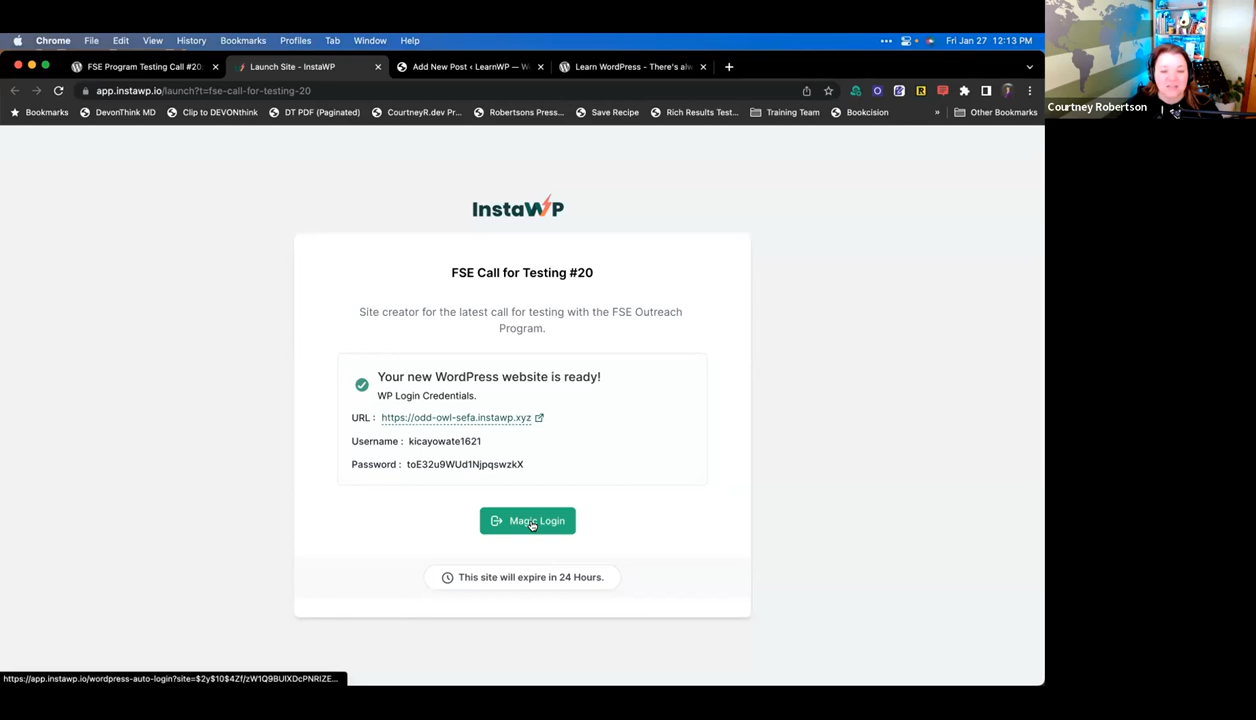 Chrome File Edit View History Bookmarks Profiles Tab Window Help
Fri Jan 27 12:13 PM
FSE Program Testing Call #20
Launch Site - InstaWP
Add New Post ‹ LearnWP — W
Learn WordPress - There's alw
app.instawp.io/launch?t=fse-call-for-testing-20
Courtney Robertson
Bookmarks DevonThink MD Clip to DEVONthink DT PDF (Paginated) CourtneyR.dev Pr... Robertsons Press... Save Recipe Rich Results Test... Training Team Bookcision » Other Bookmarks
InstaWP
FSE Call for Testing #20
Site creator for the latest call for testing with the FSE Outreach
Program.
Your new WordPress website is ready!
WP Login Credentials.
URL : https://odd-owl-sefa.instawp.xyz
Username : kicayowate1621
Password : toE32u9WUd1NjpqswzkX
Magic Login
This site will expire in 24 Hours.
https://app.instawp.io/wordpress-auto-login?site=$2y$10$4Zf/zW1Q9BUIXDcPNRIZE...